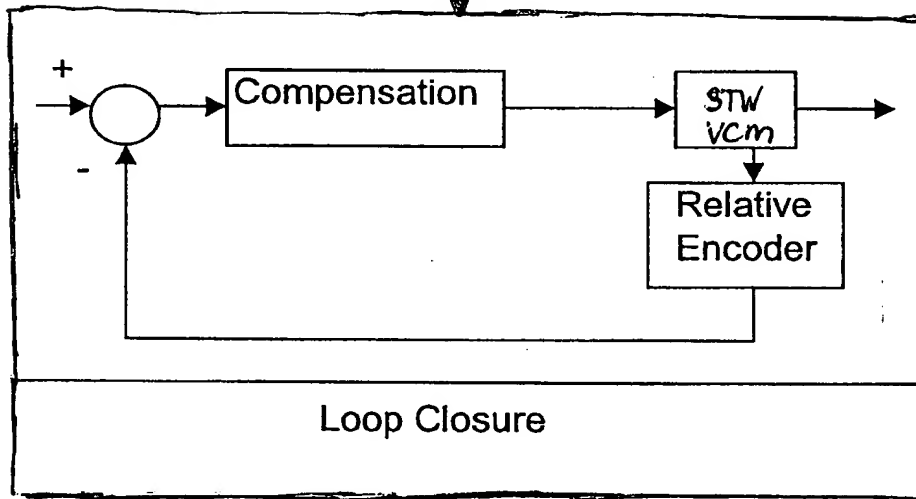 +
Compensation
STW
VCM
-
Relative
Encoder
Loop Closure